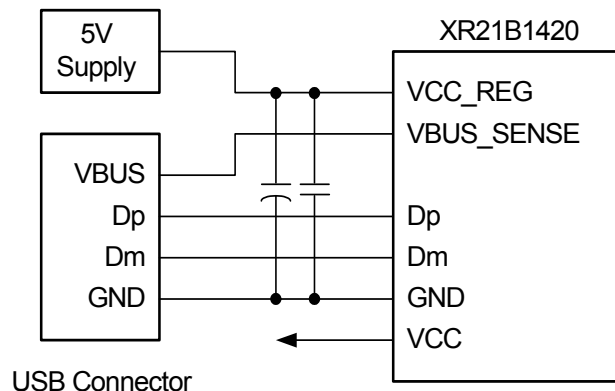 5V
Supply
XR21B1420
VCC_REG
VBUS_SENSE
VBUS
Dp
Dp
Dm
Dm
GND
GND
VCC
USB Connector